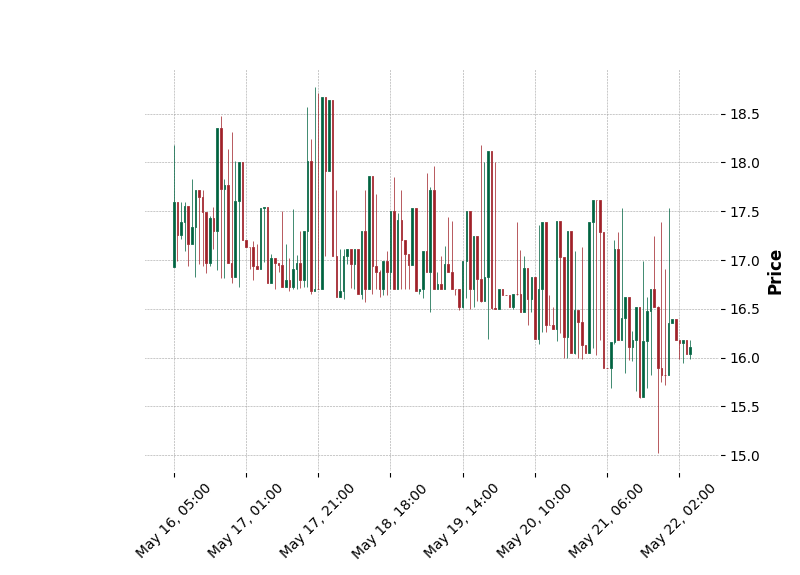 18.5
18.0
17.5
17.0
16.5
16.0
15.5
15.0
Price
May 16, 05:00
May 17, 01:00
May 17, 21:00
May 18, 18:00
May 19, 14:00
May 20, 10:00
May 21, 06:00
May 22, 02:00